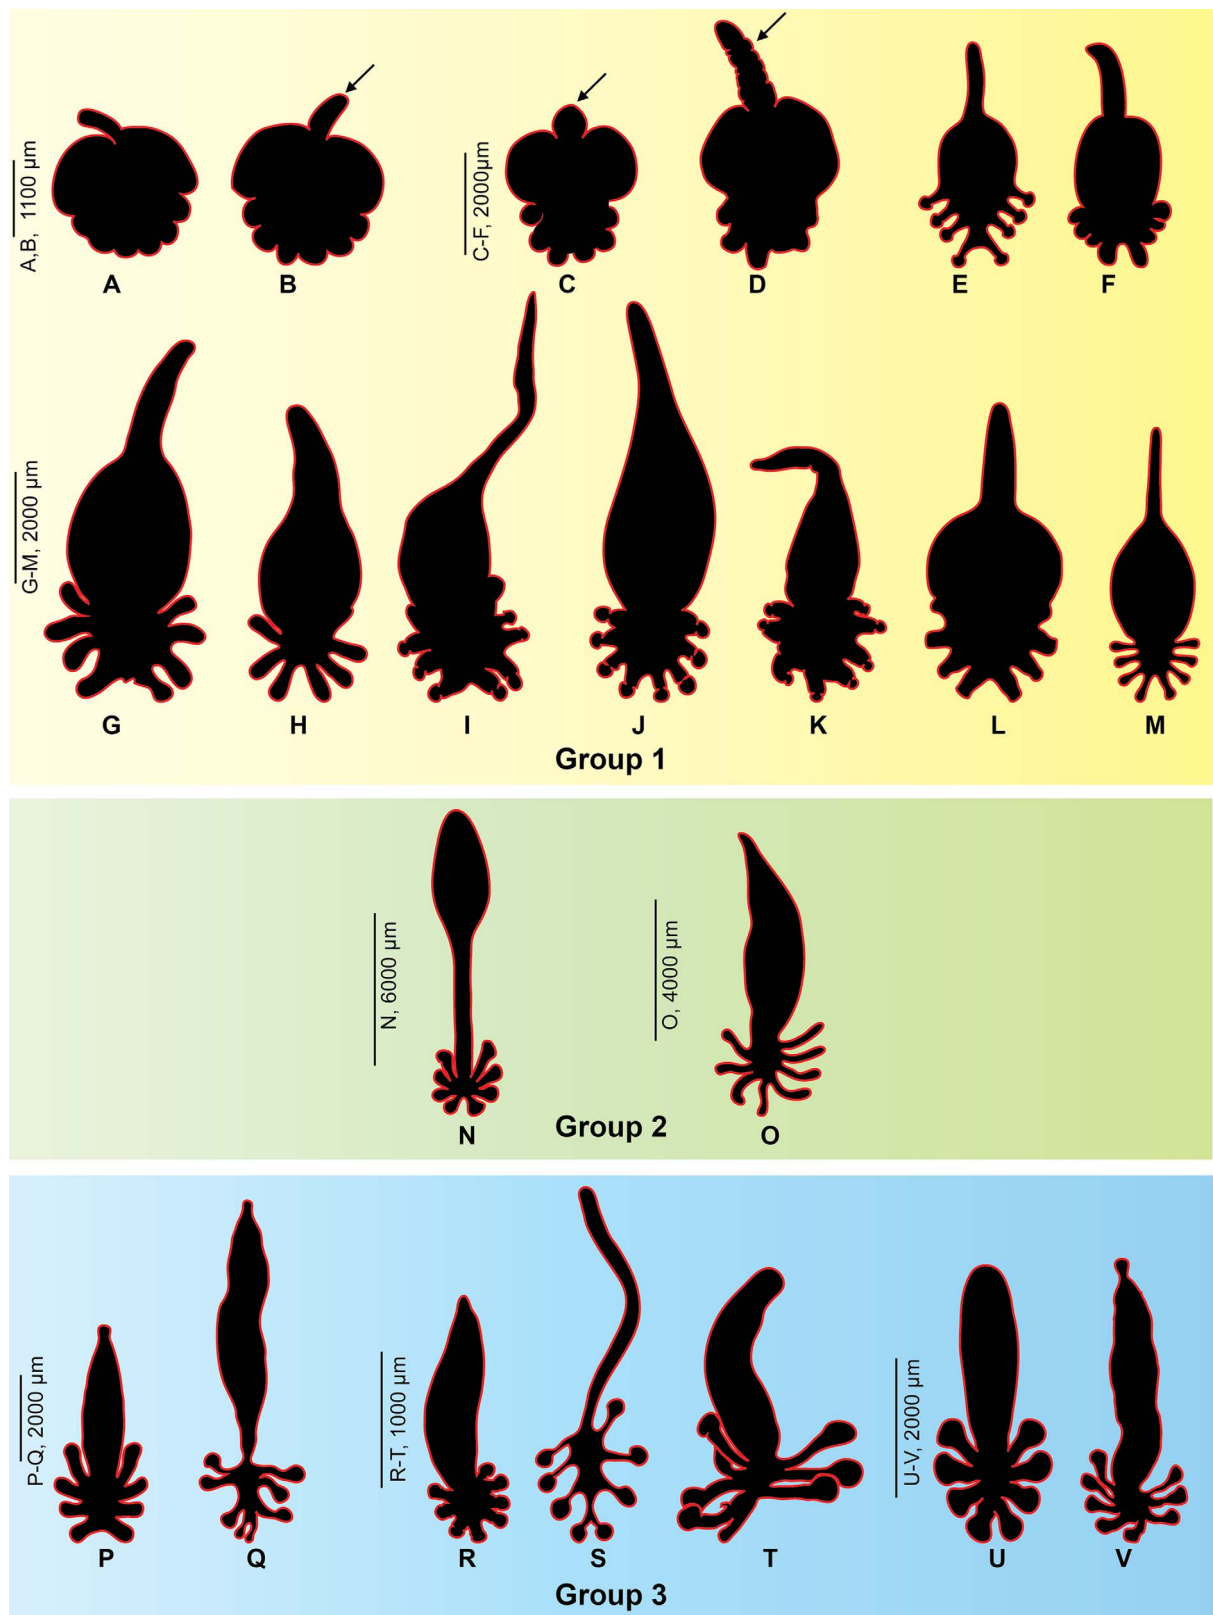 A,B, 1100 µm
C-F, 2000µm
A
B
C
D
E
F
G-M, 2000 µm
G
H
I
J
K
L
M
Group 1
N, 6000 µm
O, 4000 µm
N
O
Group 2
P-Q, 2000 µm
R-T, 1000 µm
U-V, 2000 µm
P
Q
R
S
T
U
V
Group 3